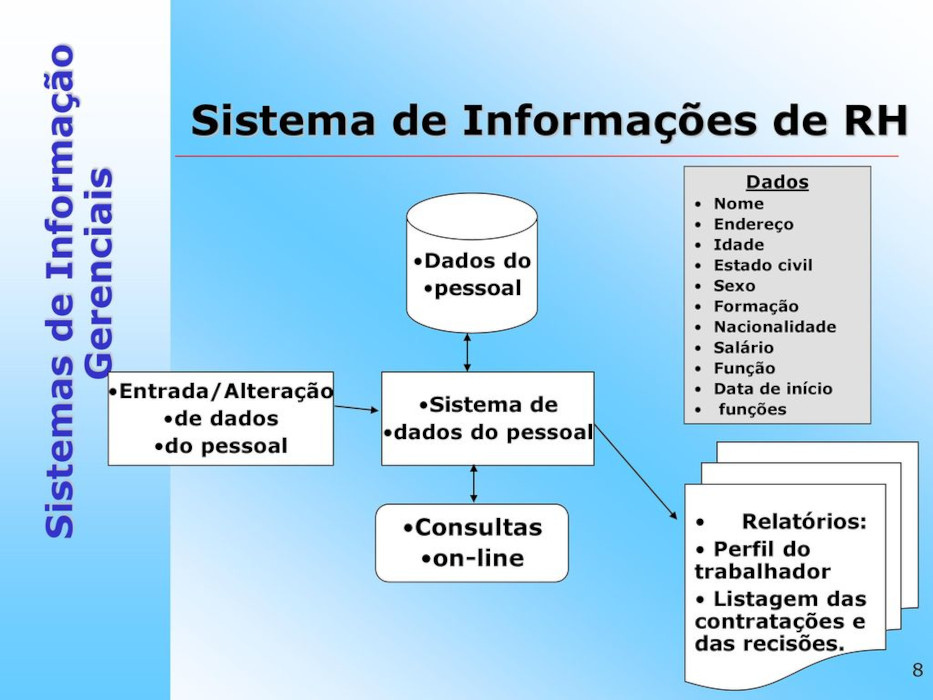 Sistemas de Informação
Gerenciais
Sistema de Informações de RH
Dados
• Nome
• Endereço
• Idade
• Estado civil
• Sexo
• Formação
• Nacionalidade
• Salário
• Função
• Data de início
• funções
•Dados do
•pessoal
•Entrada/Alteração
•de dados
•do pessoal
•Sistema de
•dados do pessoal
•Consultas
•on-line
• Relatórios:
• Perfil do
trabalhador
• Listagem das
contratações e
das recisões.
8